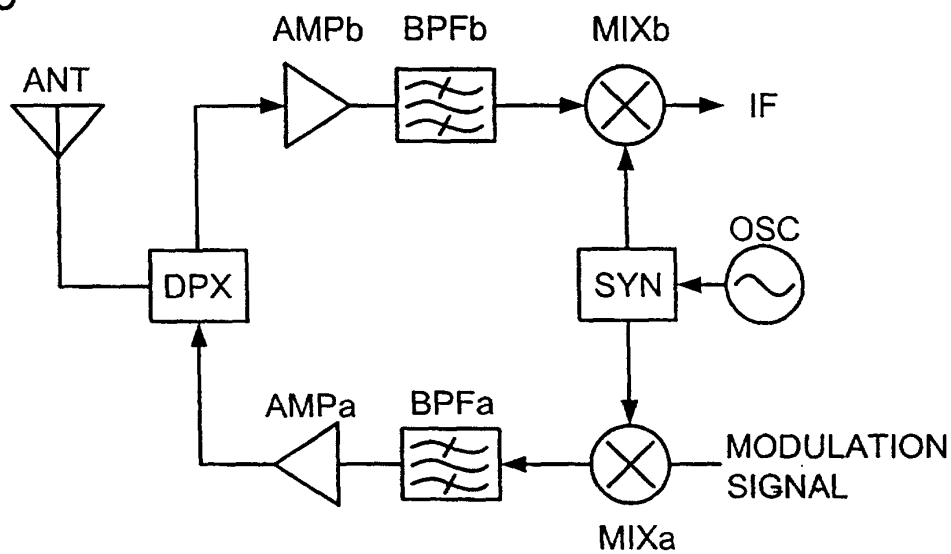 AMPb
BPFb
MIXb
ANT
IF
OSC
DPX
SYN
AMPa
BPFa
MODULATION
SIGNAL
MIXa